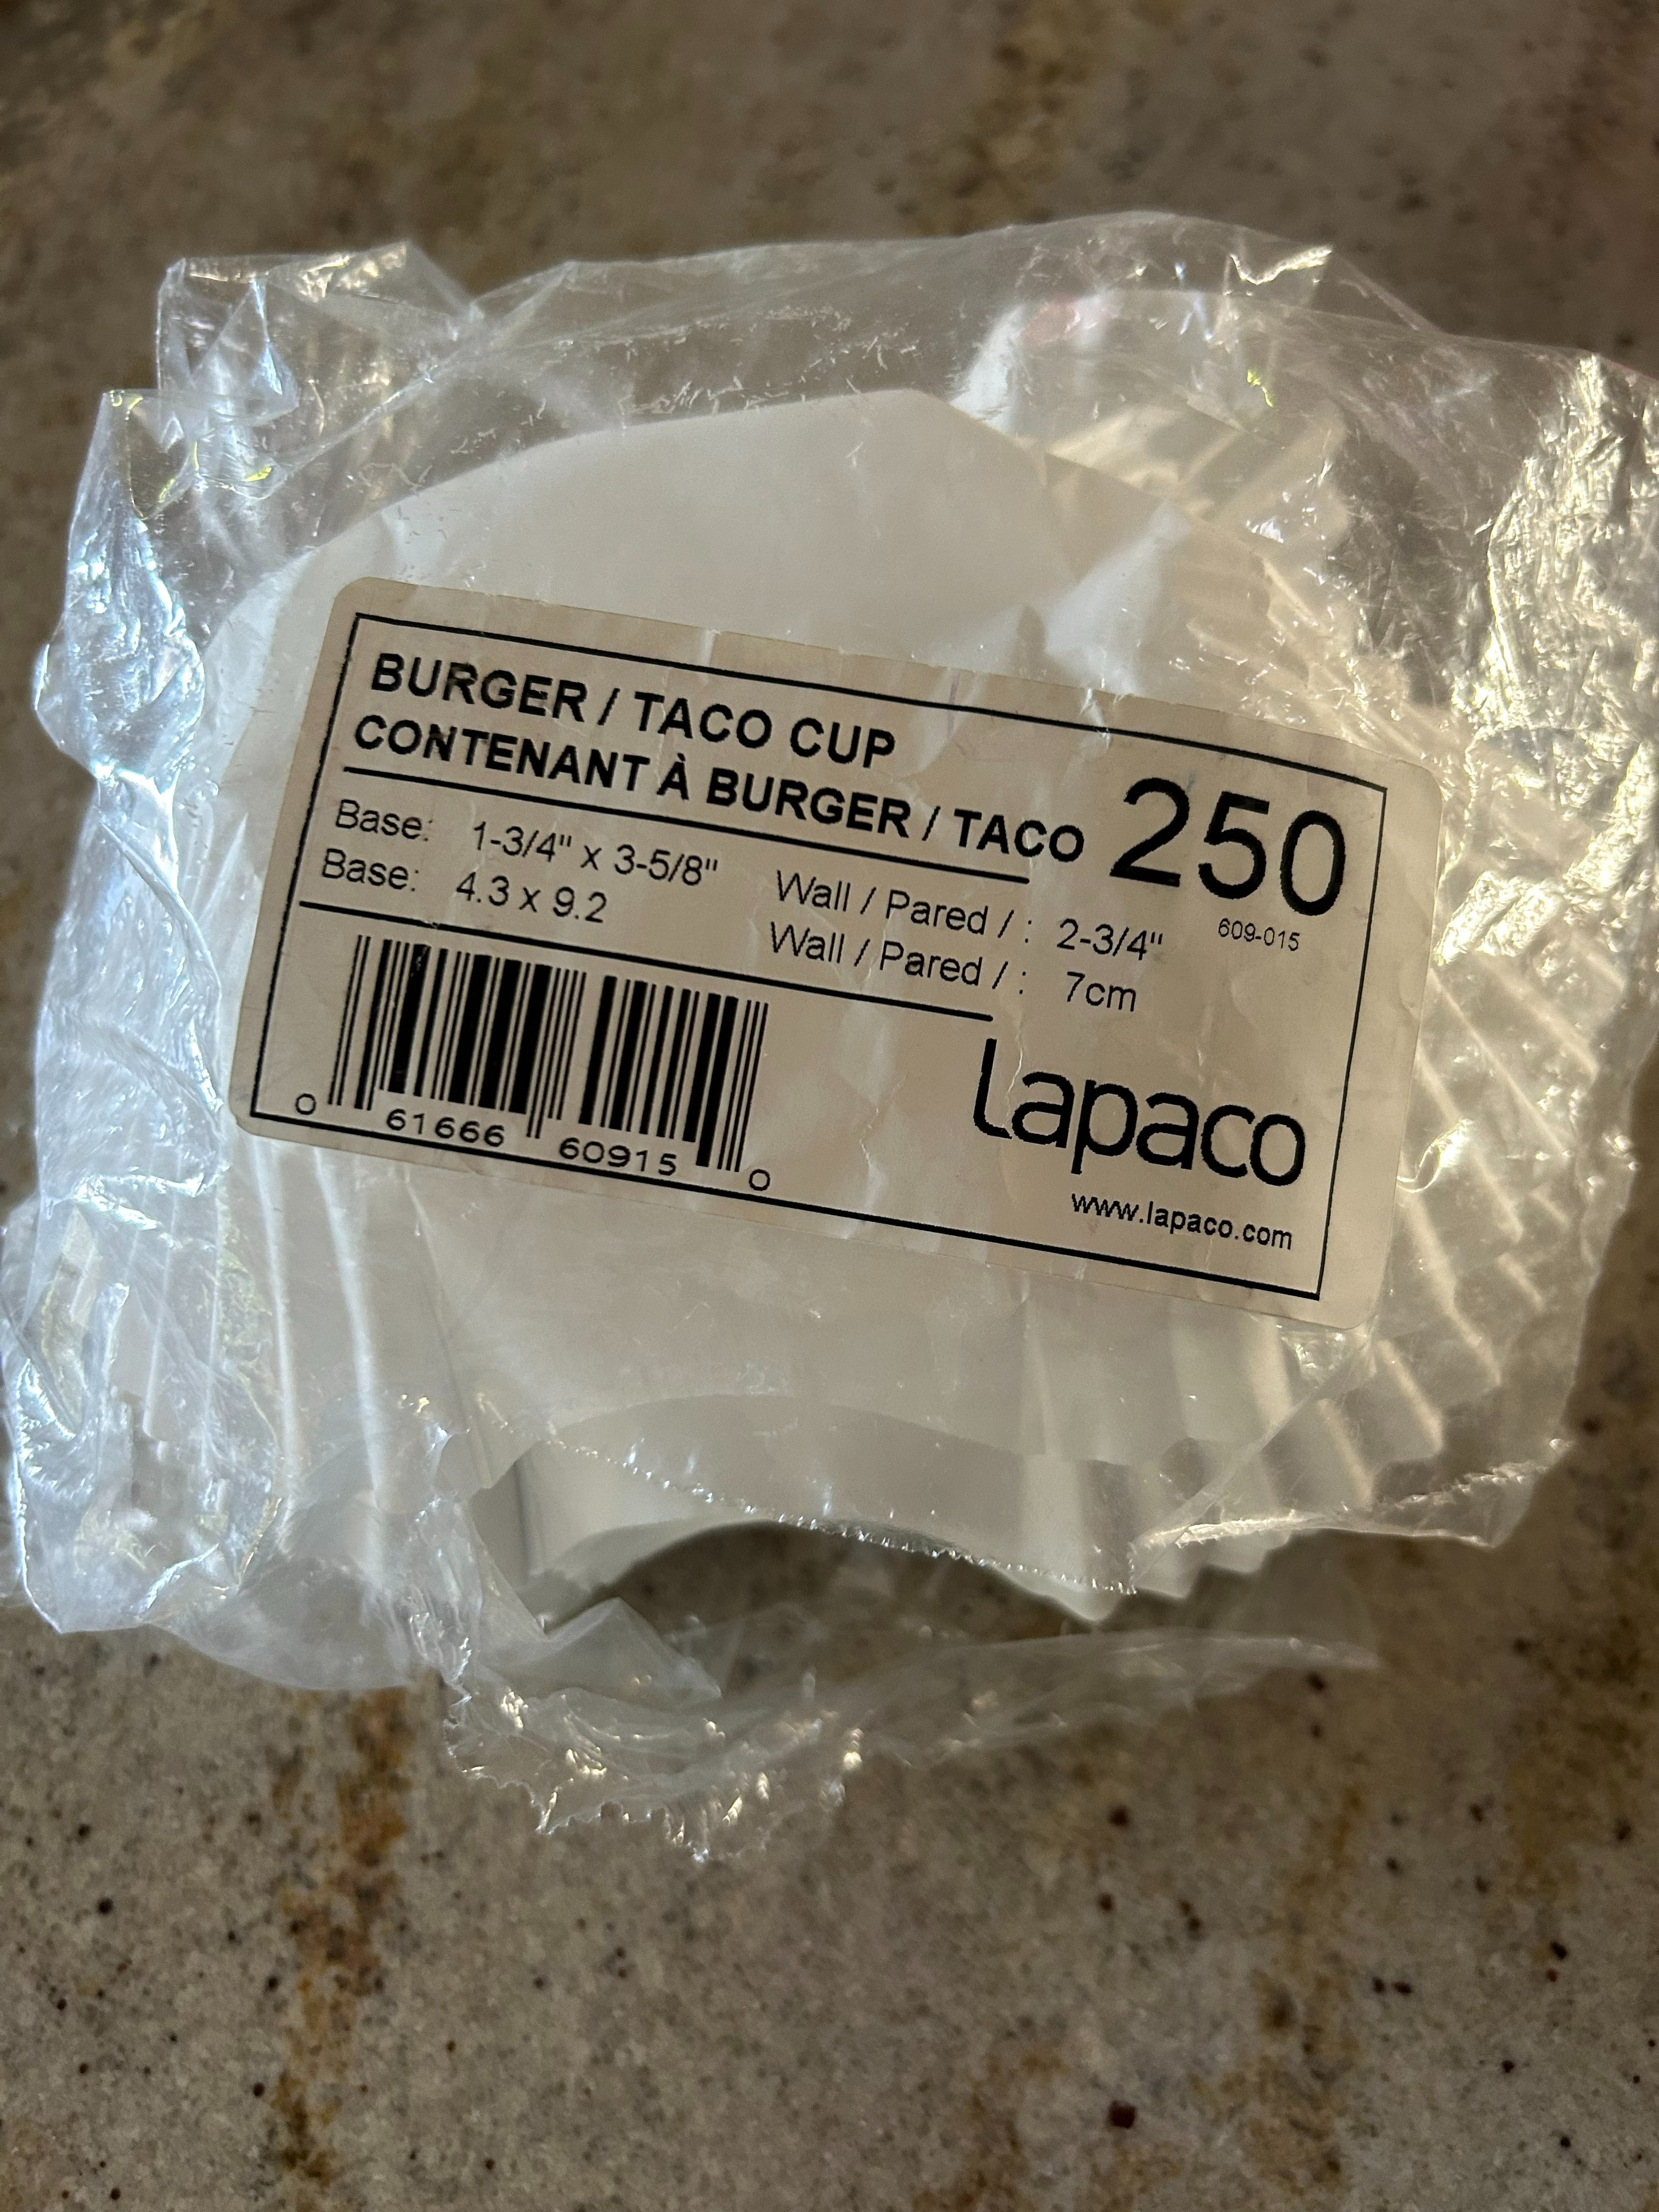 BURGER / TACO CUP
CONTENANT À BURGER / TACO
250
609-015
Base: 1-3/4" x 3-5/8" Wall / Pared / : 2-3/4"
Base: 4.3 x 9.2 Wall / Pared / : 7cm
0 61666 60915 0
Lapaco
www.lapaco.com